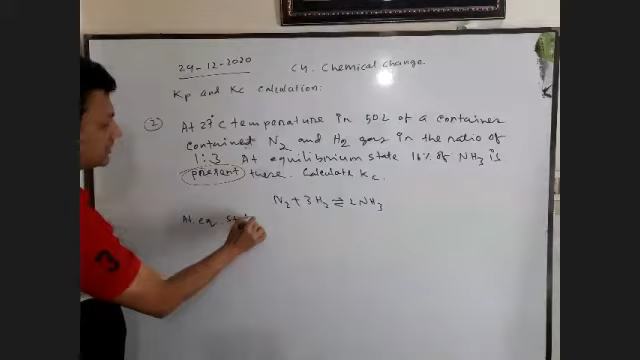 29-12-2020
C4. Chemical Change
Kp and Kc calculation:
② At 27°C temperature in 50L of a container
contained N2 and H2 gas in the ratio of
1:3 At equilibrium state 16% of NH3 is
present there. Calculate Kc.
N2 + 3H2 ⇌ 2NH3
At. eq. st